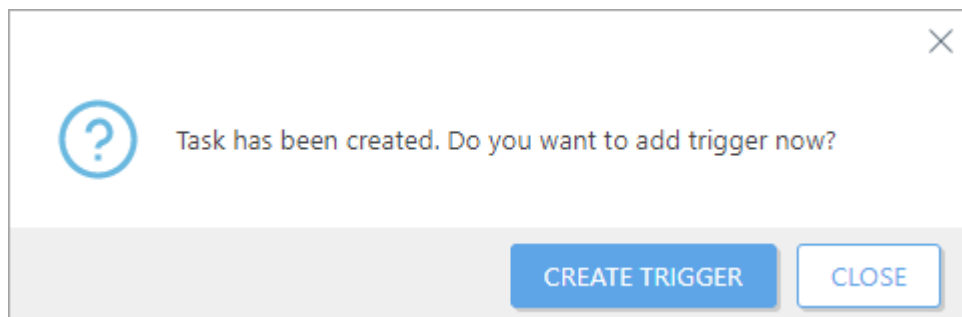 Task has been created. Do you want to add trigger now?
CREATE TRIGGER
CLOSE